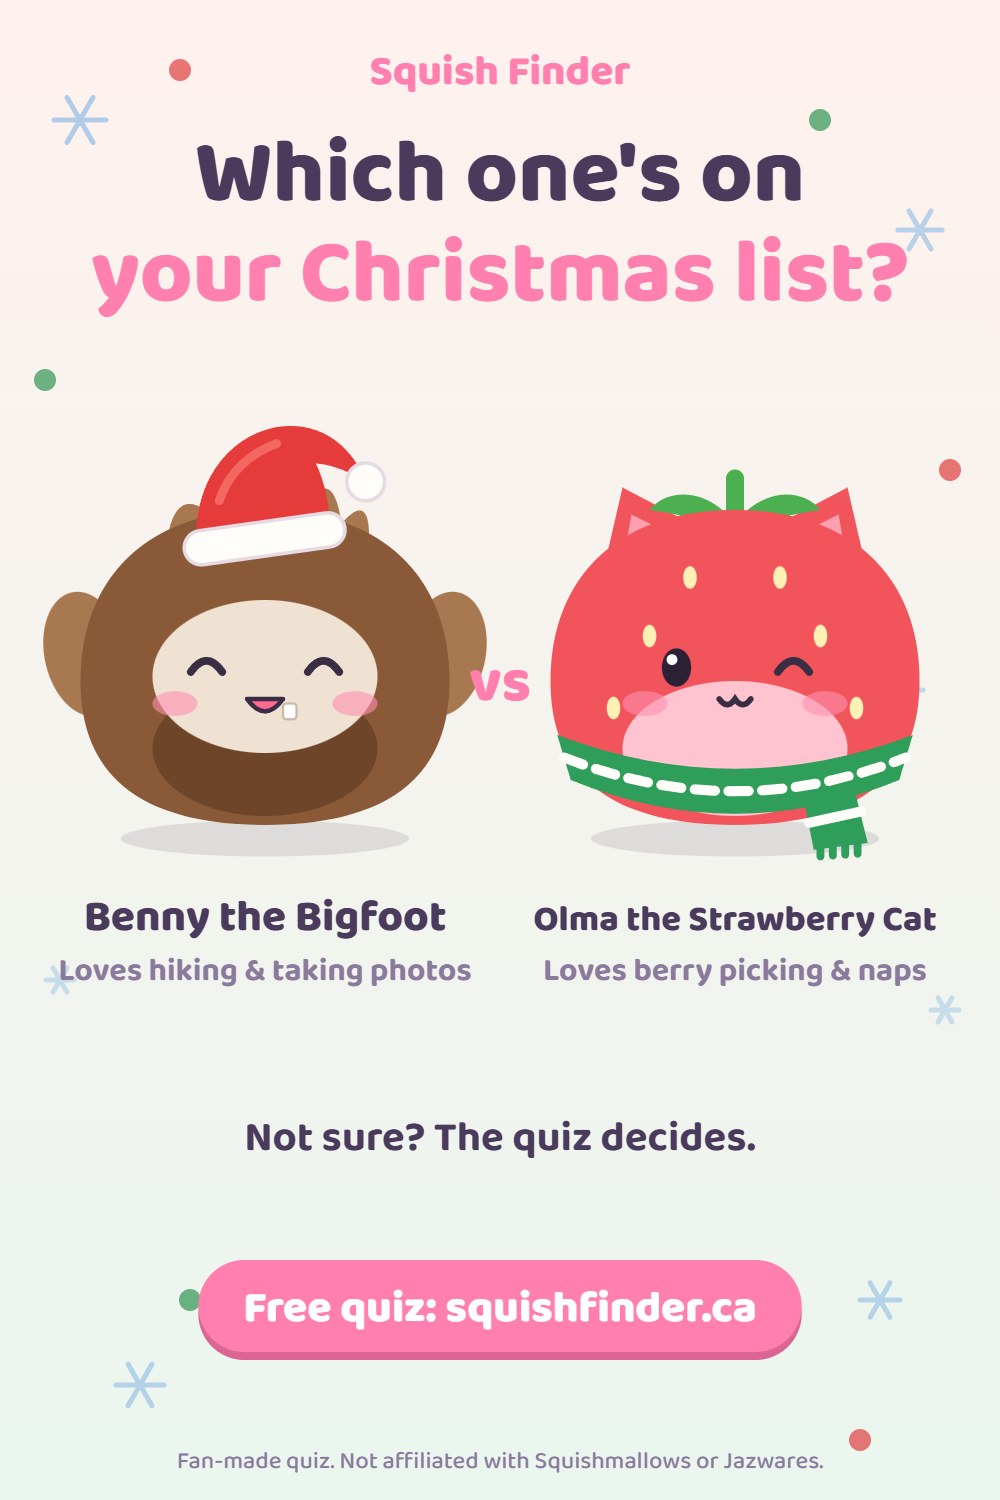 Squish Finder
Which one's on
your Christmas list?
vs
Benny the Bigfoot
Loves hiking & taking photos
Olma the Strawberry Cat
Loves berry picking & naps
Not sure? The quiz decides.
Free quiz: squishfinder.ca
Fan-made quiz. Not affiliated with Squishmallows or Jazwares.